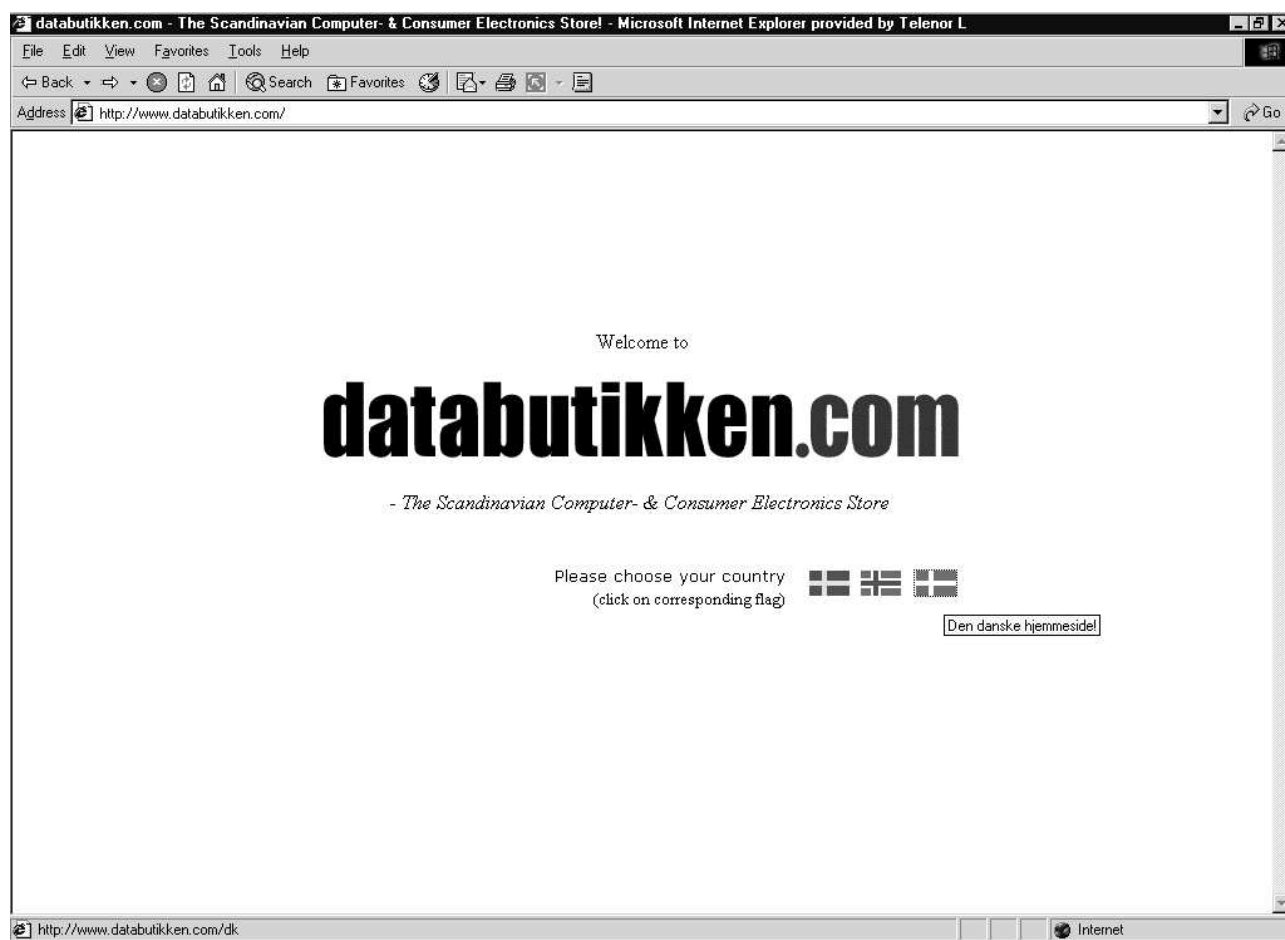 databutikken.com - The Scandinavian Computer- & Consumer Electronics Store! - Microsoft Internet Explorer provided by Telenor L
File Edit View Favorites Tools Help
Back Search Favorites
Address http://www.databutikken.com/ Go
Welcome to
databutikken.com
- The Scandinavian Computer- & Consumer Electronics Store
Please choose your country
(click on corresponding flag)
Den danske hjemmeside!
http://www.databutikken.com/dk Internet